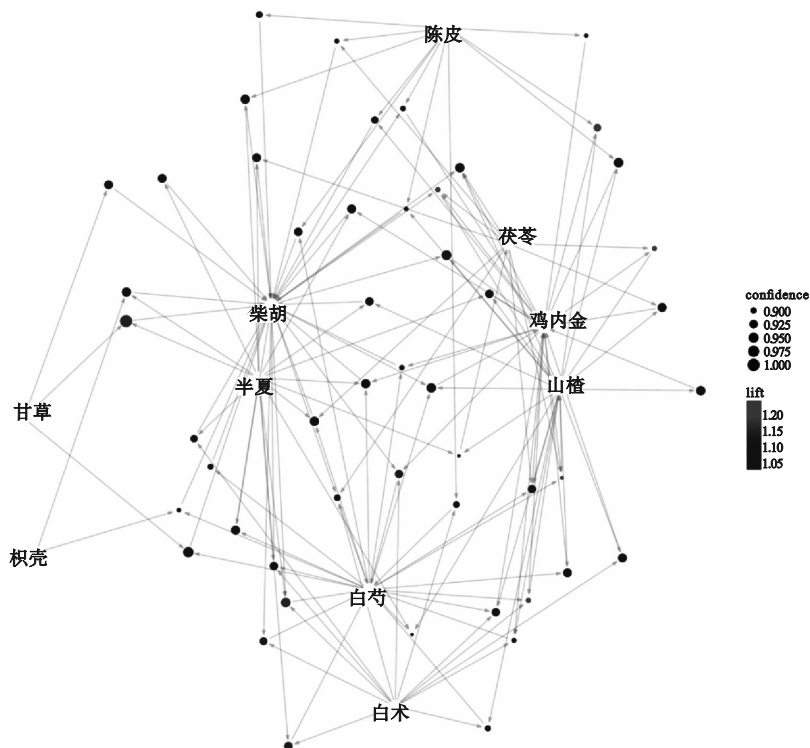 陈皮
茯苓
柴胡
鸡内金
半夏
山楂
甘草
枳壳
白芍
白术
confidence
0.900
0.925
0.950
0.975
1.000
lift
1.20
1.15
1.10
1.05